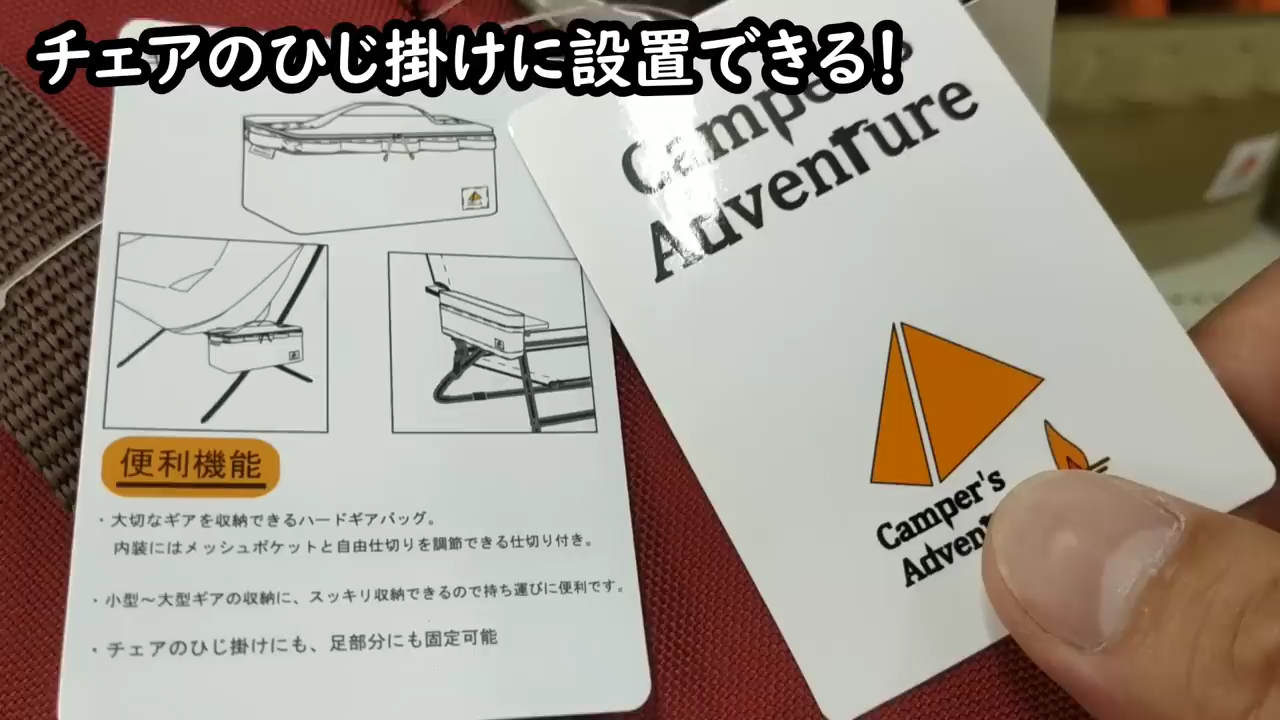 チェアのひじ掛けに設置できる!
Camper's
Adventure
便利機能
・大切なギアを収納できるハードギアバッグ。
内装にはメッシュポケットと自由仕切りを調節できる仕切り付き。
・小型～大型ギアの収納に、スッキリ収納できるので持ち運びに便利です。
・チェアのひじ掛けにも、足部分にも固定可能
Camper's